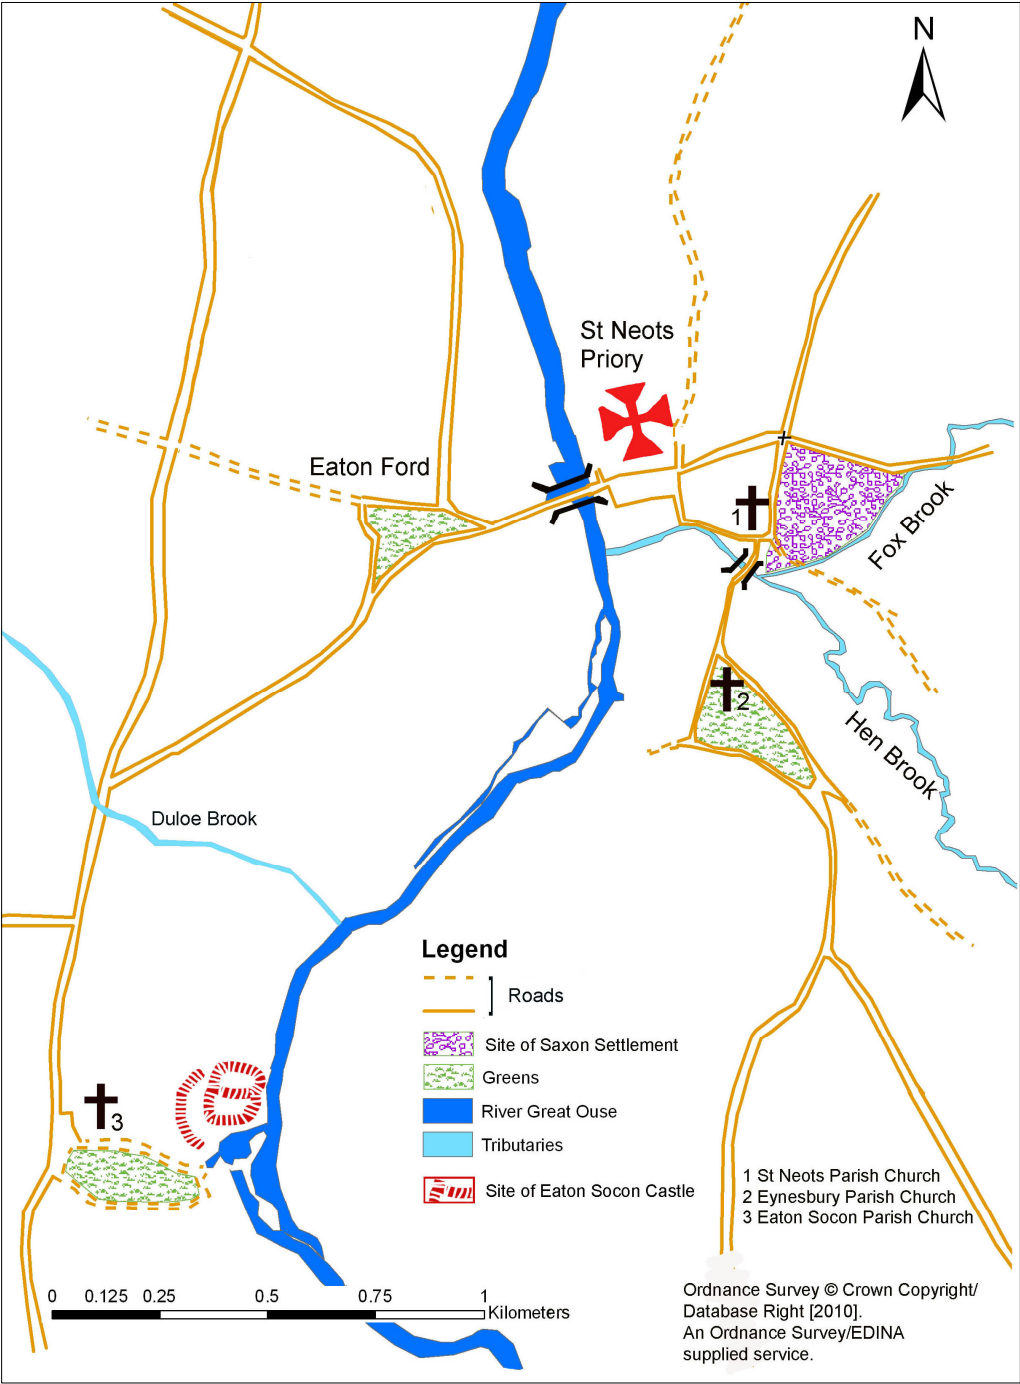 N
St Neots
Priory
Eaton Ford
1
Fox Brook
2
Hen Brook
Duloe Brook
Legend
Roads
Site of Saxon Settlement
Greens
River Great Ouse
Tributaries
Site of Eaton Socon Castle
3
1 St Neots Parish Church
2 Eynesbury Parish Church
3 Eaton Socon Parish Church
0 0.125 0.25 0.5 0.75 1
Kilometers
Ordnance Survey © Crown Copyright/
Database Right [2010].
An Ordnance Survey/EDINA
supplied service.